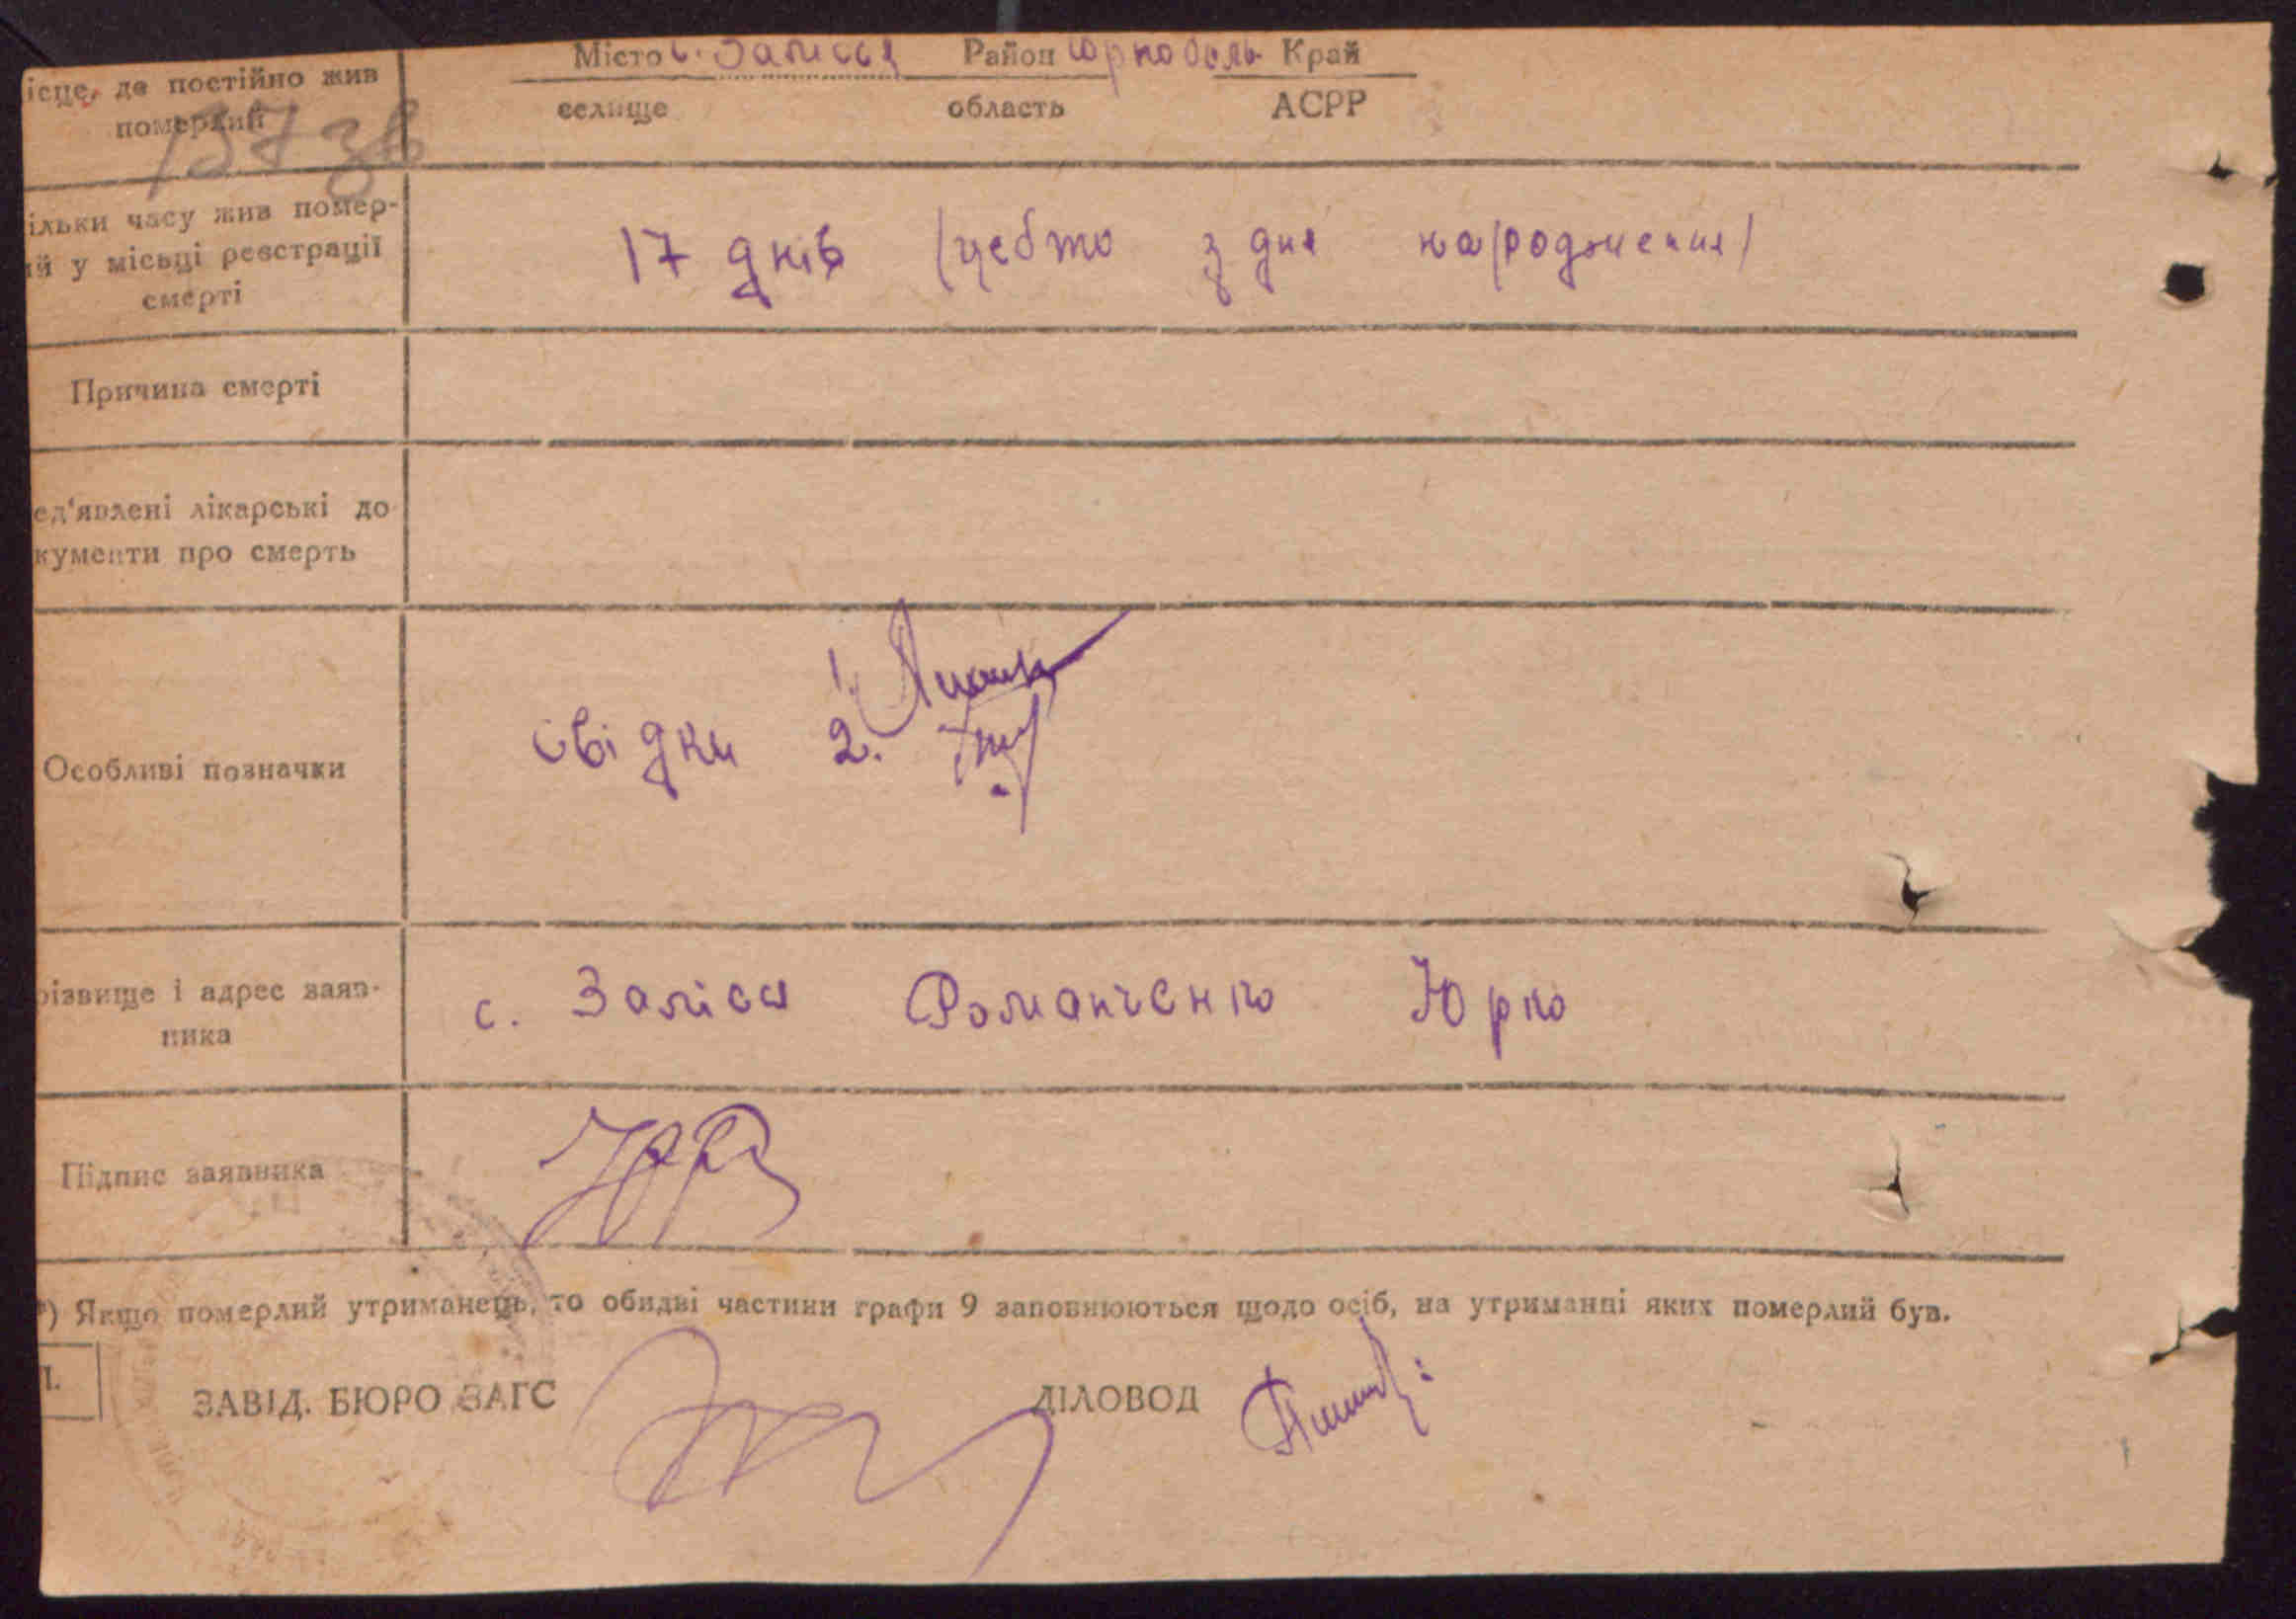 Місто с. Залісся Район Чорнобиль Край
ісце, де постійно жив
померлий
селище область АСРР
ільки часу жив помер-
ий у місьці реєстрації
смерті
17 днів (цебто з дня народження)
Причина смерті
ед'явлені лікарські до
кументи про смерть
1.
свідки 2.
Особливі позначки
різвище і адрес заяв-
ника
с. Заліся Романченко Юрко
Підпис заявника
*) Якщо померлий утриманець, то обидві частини графи 9 заповнюються щодо осіб, на утриманні яких померлий був.
ЗАВІД. БЮРО ЗАГС ДІЛОВОД